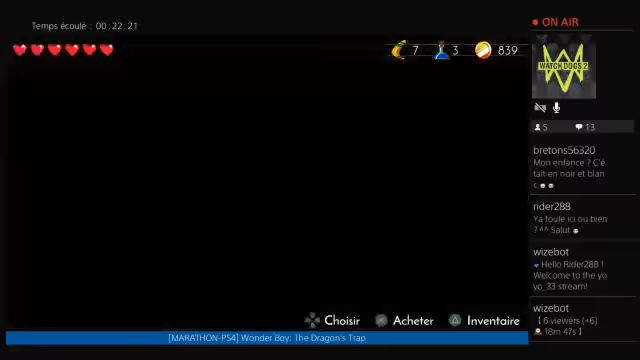 Temps écoulé : 00:22:21
ON AIR
7
3
839
WATCH DOGS 2
5
13
bretons56320
Mon enfance ? C'é
tait en noir et blan
c
rider288
Ya foule ici ou bien
? ^^ Salut
wizebot
Hello Rider288 !
Welcome to the yo
yo_33 stream!
wizebot
【6 viewers (+6)
18m 47s】
Choisir
Acheter
Inventaire
[MARATHON-PS4] Wonder Boy: The Dragon's Trap